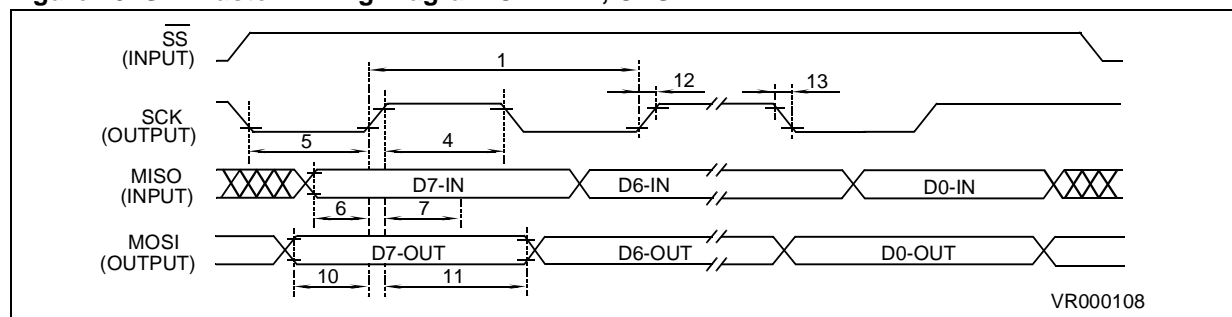 SS
(INPUT)
1
12
13
SCK
(OUTPUT)
5
4
MISO
(INPUT)
D7-IN
D6-IN
D0-IN
6
7
MOSI
(OUTPUT)
D7-OUT
D6-OUT
D0-OUT
10
11
VR000108